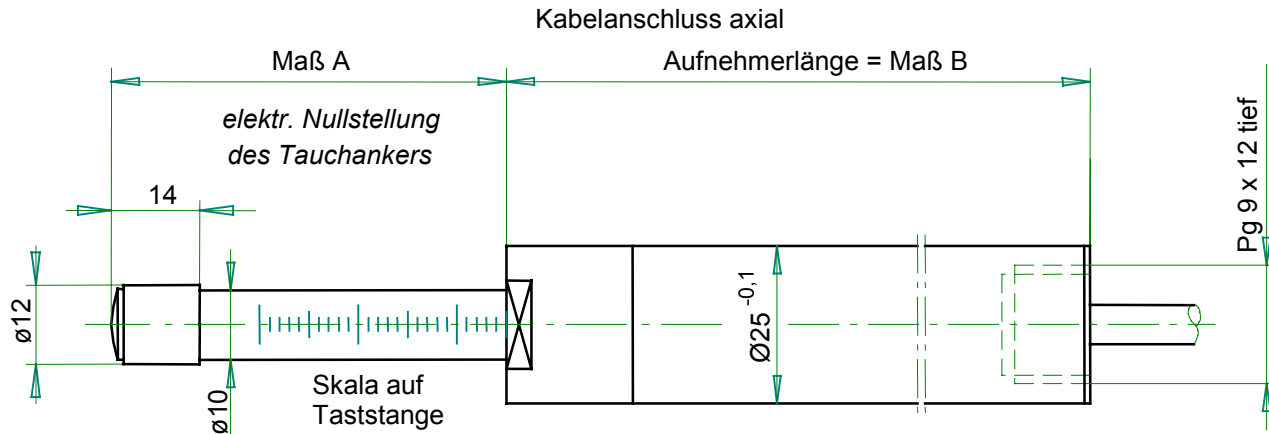 Kabelanschluss axial
Maß A
Aufnehmerlänge = Maß B
elektr. Nullstellung
des Tauchankers
14
Pg 9 x 12 tief
ø12
Ø25 -0,1
ø10
Skala auf
Taststange